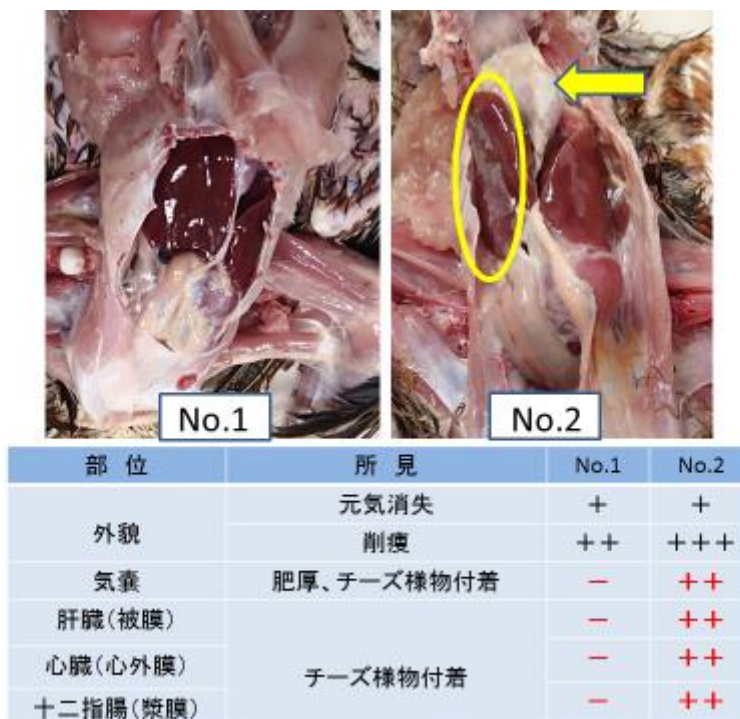 No.1
No.2
部 位 所 見 No.1 No.2
外貌 元気消失 + +
削痩 ++ +++
気嚢 肥厚、チーズ様物付着 - ++
肝臓(被膜) チーズ様物付着 - ++
心臓(心外膜) - ++
十二指腸(漿膜) - ++